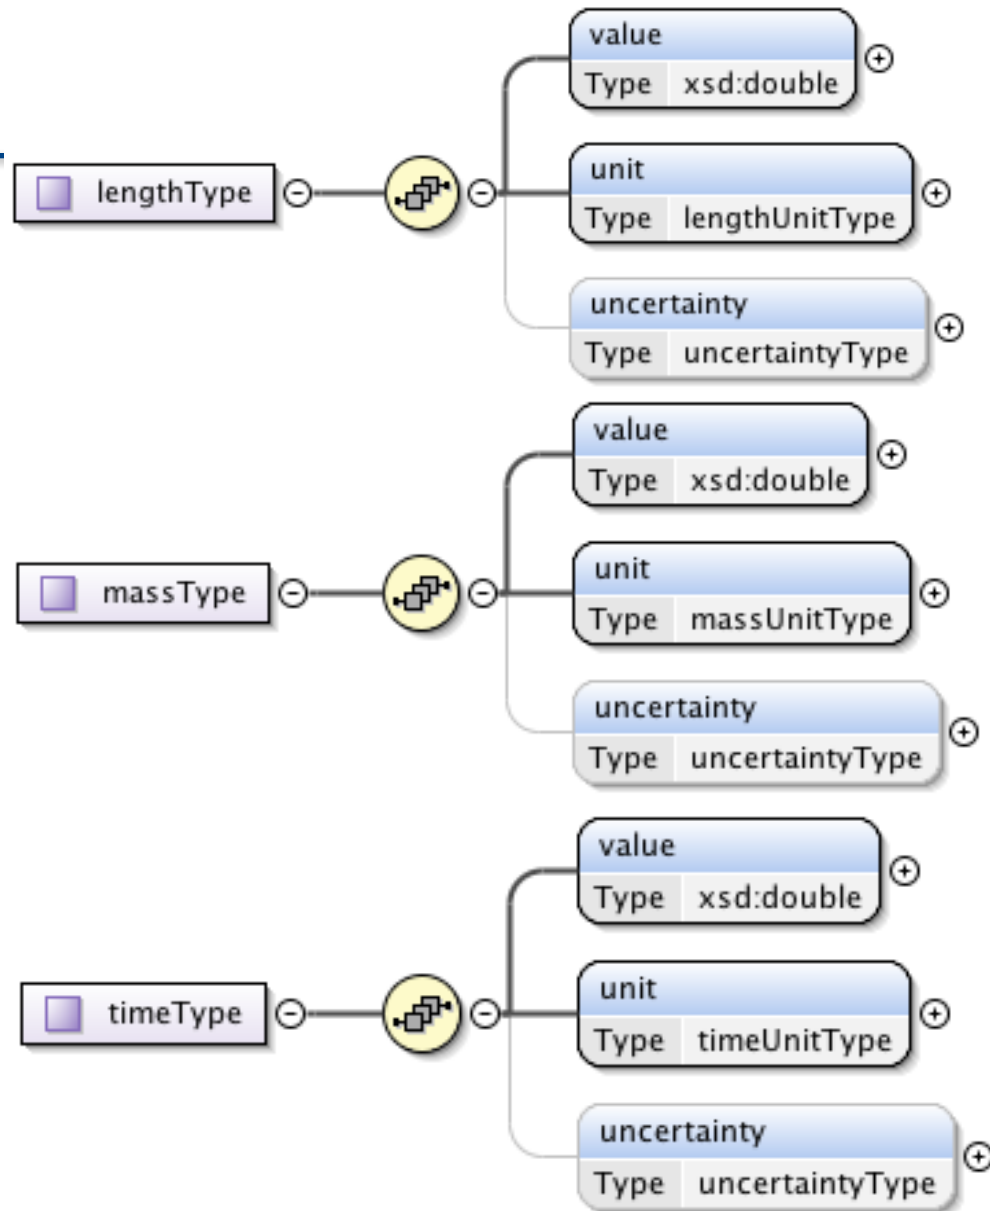 value
Type xsd:double
lengthType
unit
Type lengthUnitType
uncertainty
Type uncertaintyType
value
Type xsd:double
massType
unit
Type massUnitType
uncertainty
Type uncertaintyType
value
Type xsd:double
timeType
unit
Type timeUnitType
uncertainty
Type uncertaintyType